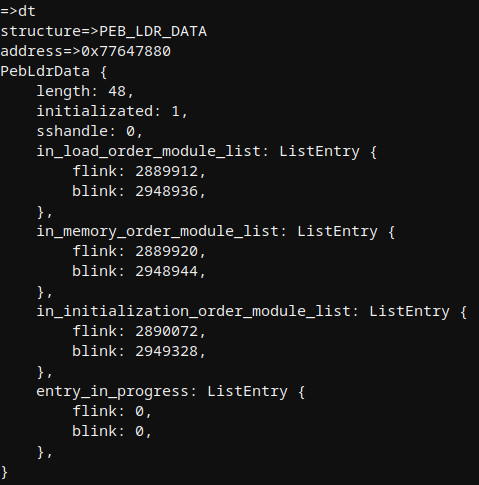 =>dt
structure=>PEB_LDR_DATA
address=>0x77647880
PebLdrData {
    length: 48,
    initializated: 1,
    sshandle: 0,
    in_load_order_module_list: ListEntry {
        flink: 2889912,
        blink: 2948936,
    },
    in_memory_order_module_list: ListEntry {
        flink: 2889920,
        blink: 2948944,
    },
    in_initialization_order_module_list: ListEntry {
        flink: 2890072,
        blink: 2949328,
    },
    entry_in_progress: ListEntry {
        flink: 0,
        blink: 0,
    },
}